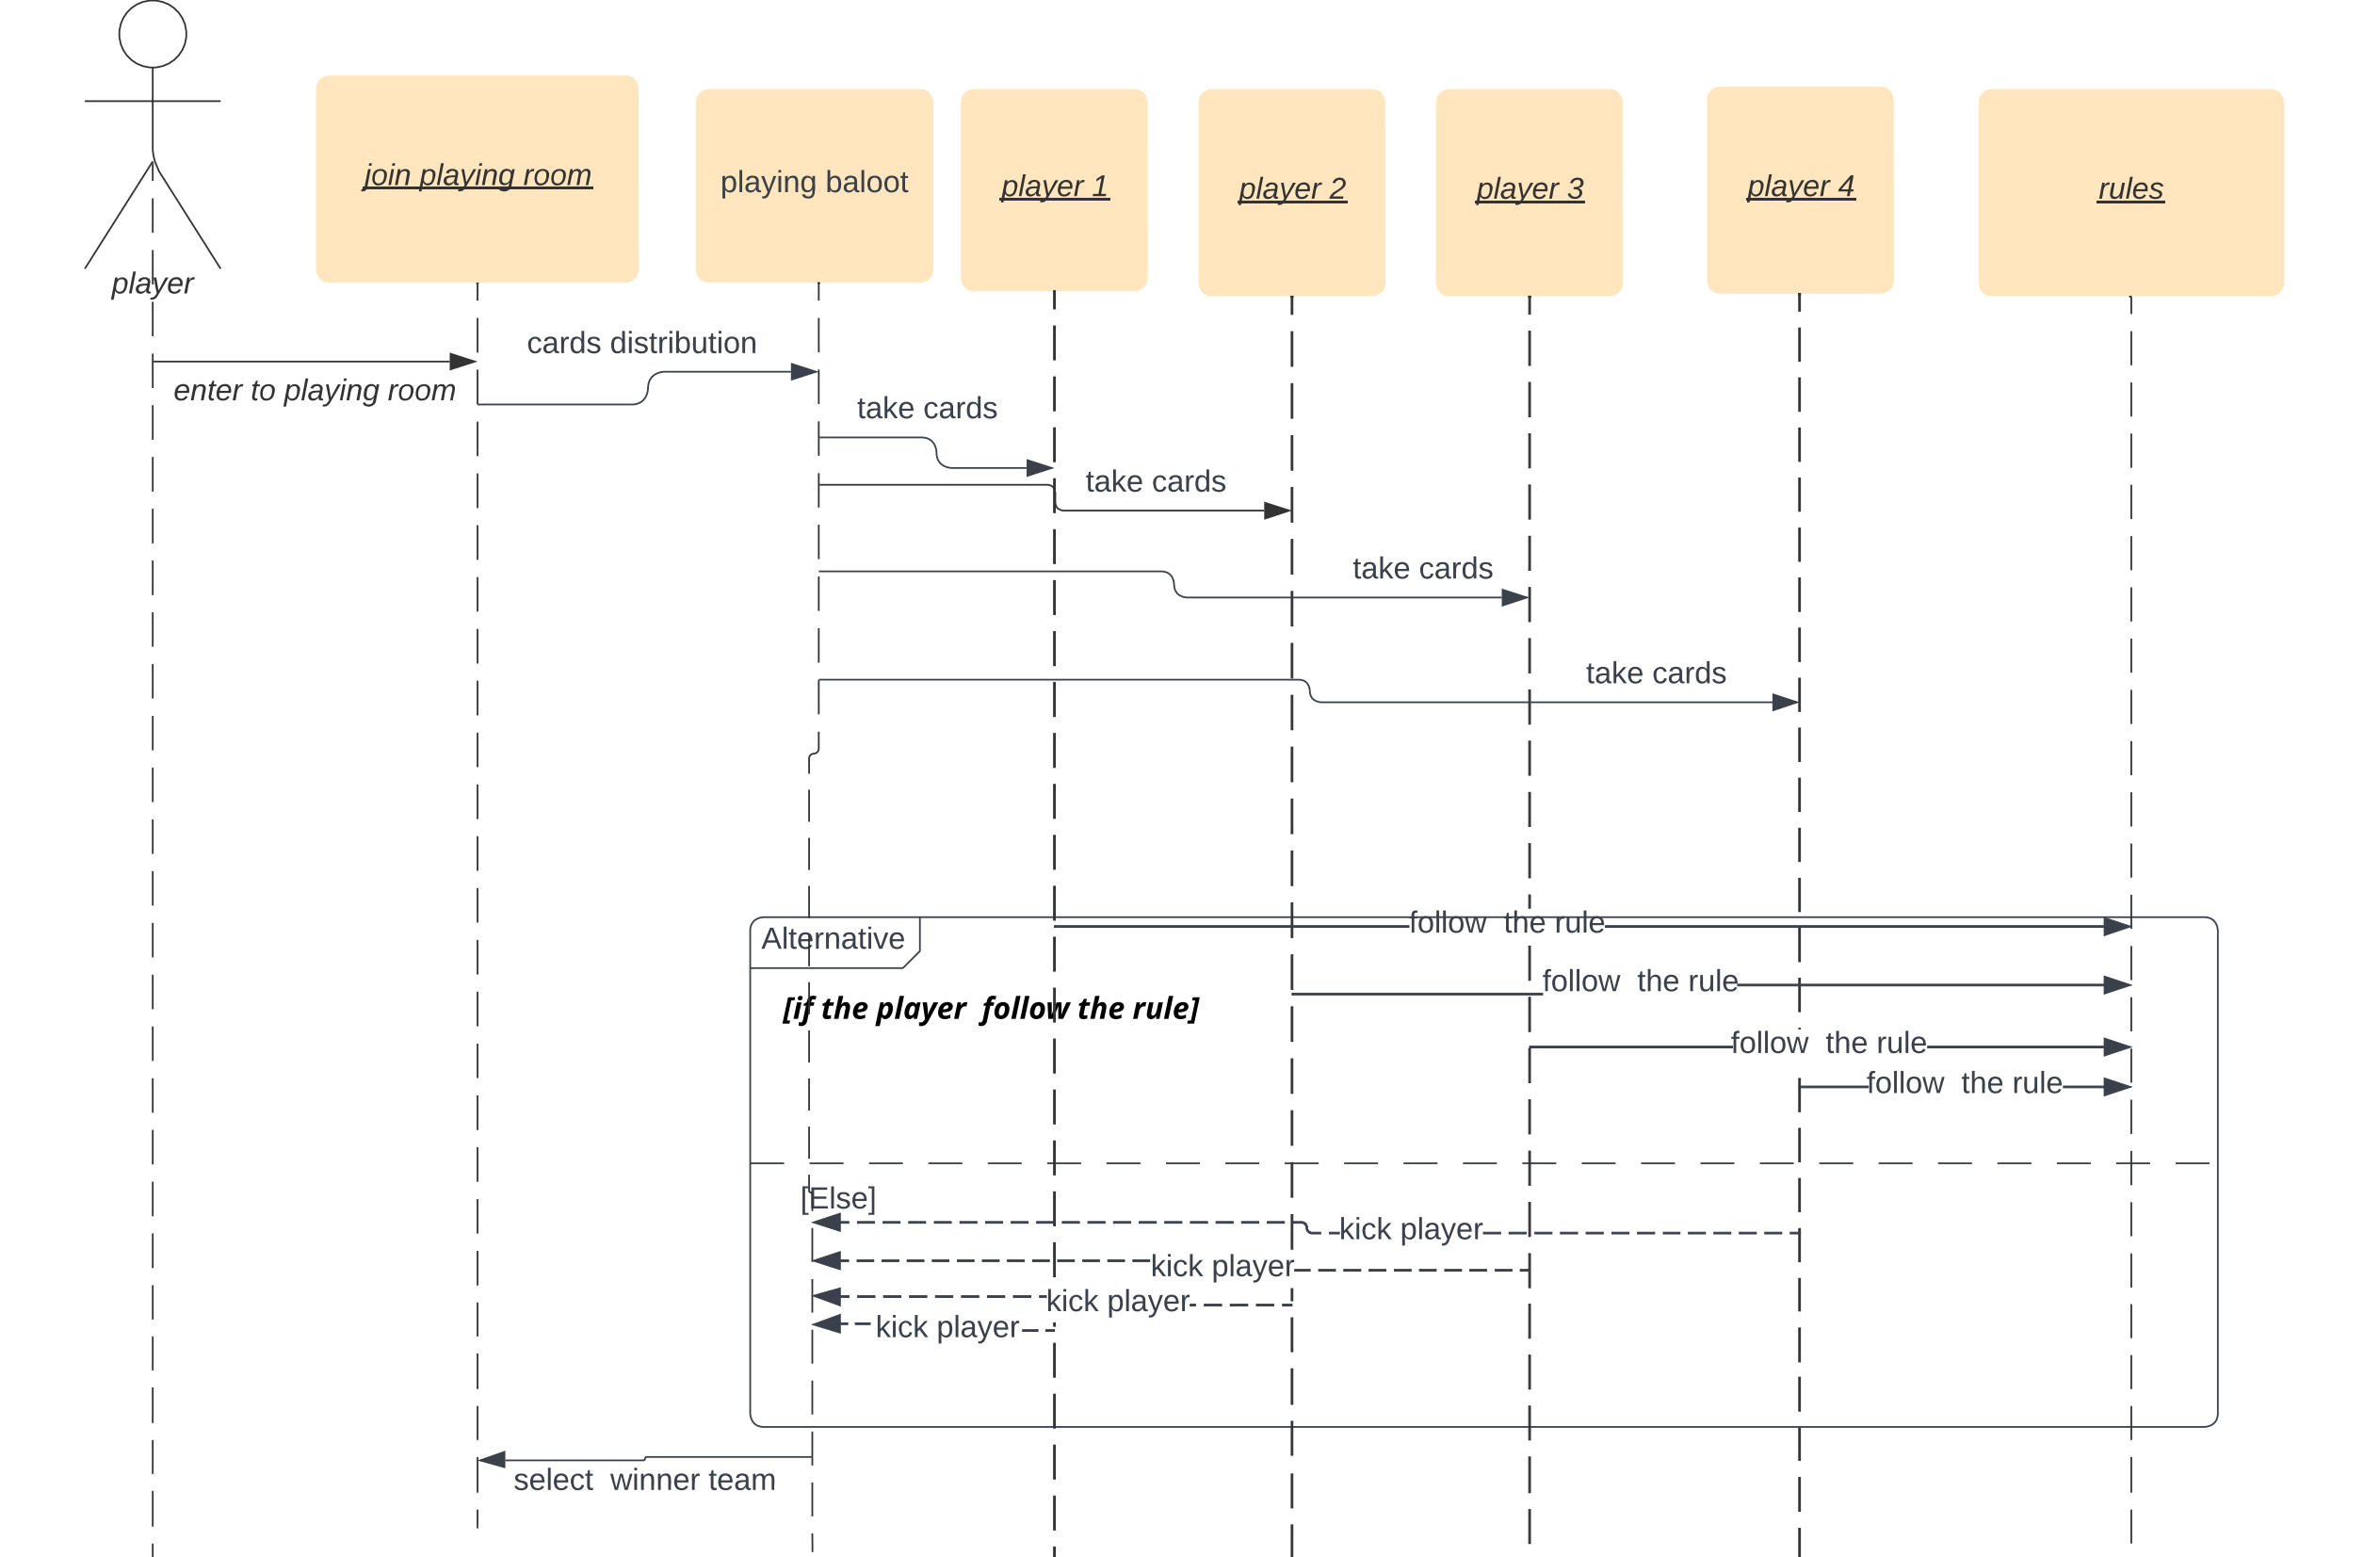 player
join playing room
playing baloot
player 1
player 2
player 3
player 4
rules
enter to playing room
cards distribution
take cards
take cards
take cards
take cards
Alternative
follow  the rule
[if the player  follow the rule]
follow  the rule
follow  the rule
follow  the rule
[Else]
kick player
kick player
kick player
kick player
select  winner team